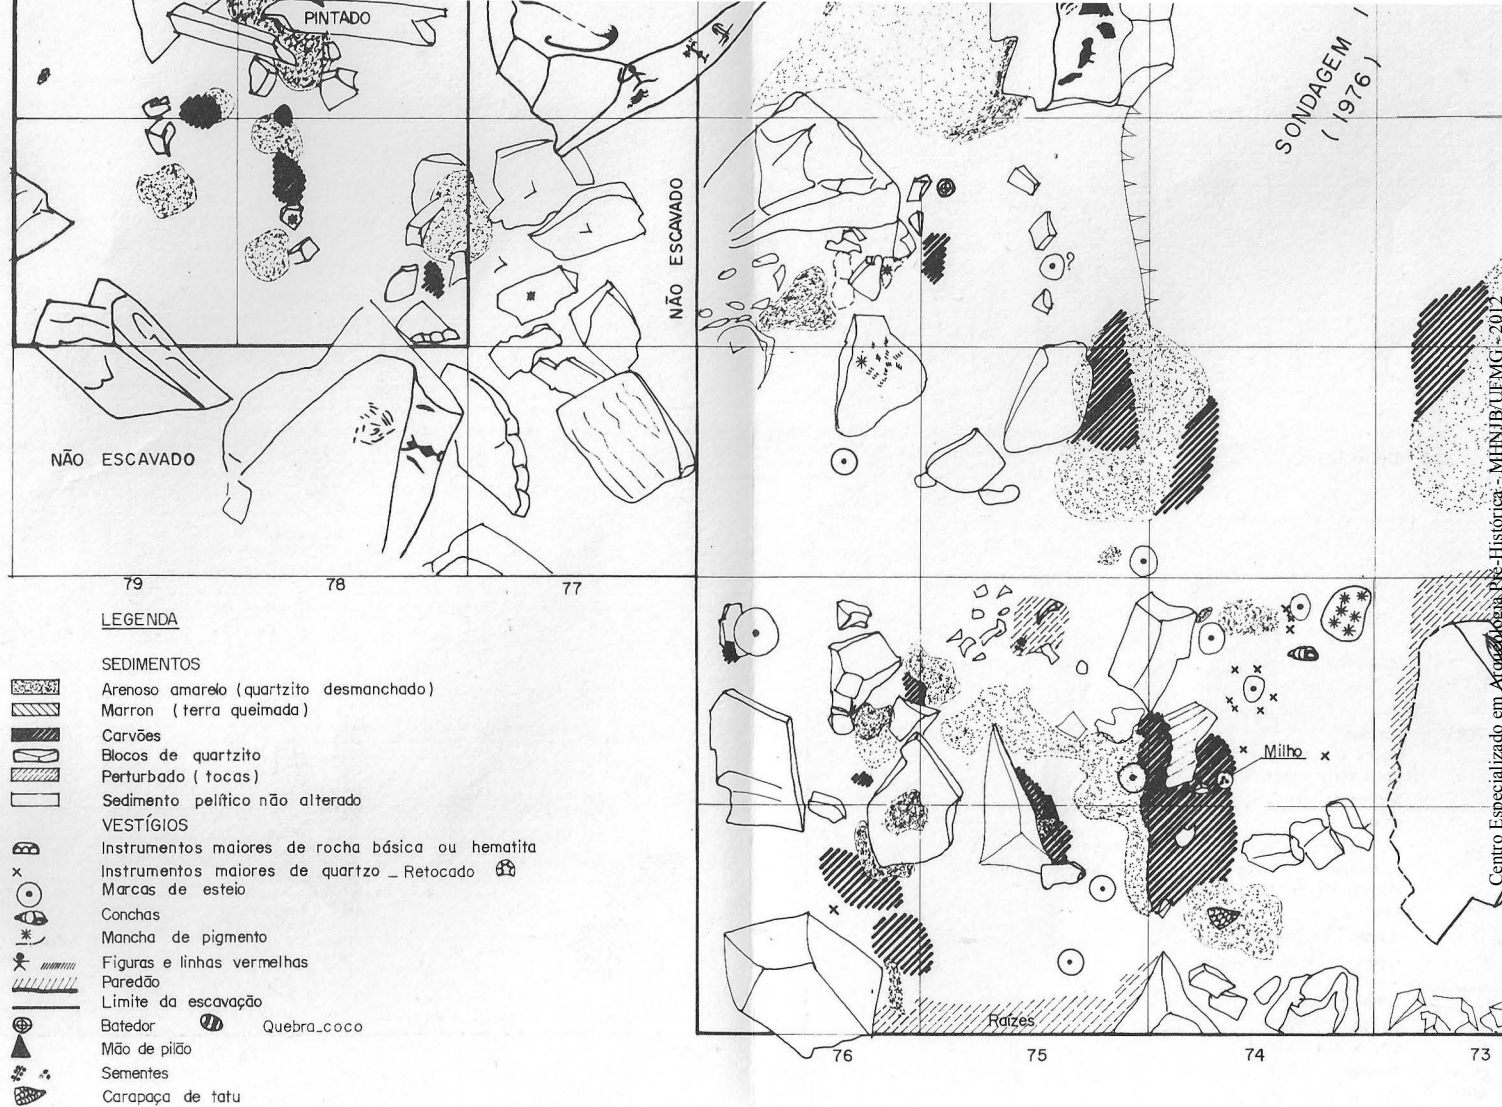 PINTADO
SONDAGEM I
(1976)
NÃO ESCAVADO
NÃO ESCAVADO
?
79
78
77
LEGENDA
SEDIMENTOS
Arenoso amarelo (quartzito desmanchado)
Marron (terra queimada)
Carvões
Blocos de quartzito
Perturbado (tocas)
Sedimento pelítico não alterado
VESTÍGIOS
Instrumentos maiores de rocha básica ou hematita
Instrumentos maiores de quartzo _ Retocado
Marcas de esteio
Conchas
Mancha de pigmento
Figuras e linhas vermelhas
Paredão
Limite da escavação
Batedor
Quebra_coco
Mão de pilão
Sementes
Carapaça de tatu
Milho
Raízes
76
75
74
73
Centro Especializado em Arqueologia Pré-Histórica - MHNJB/UFMG - 2012